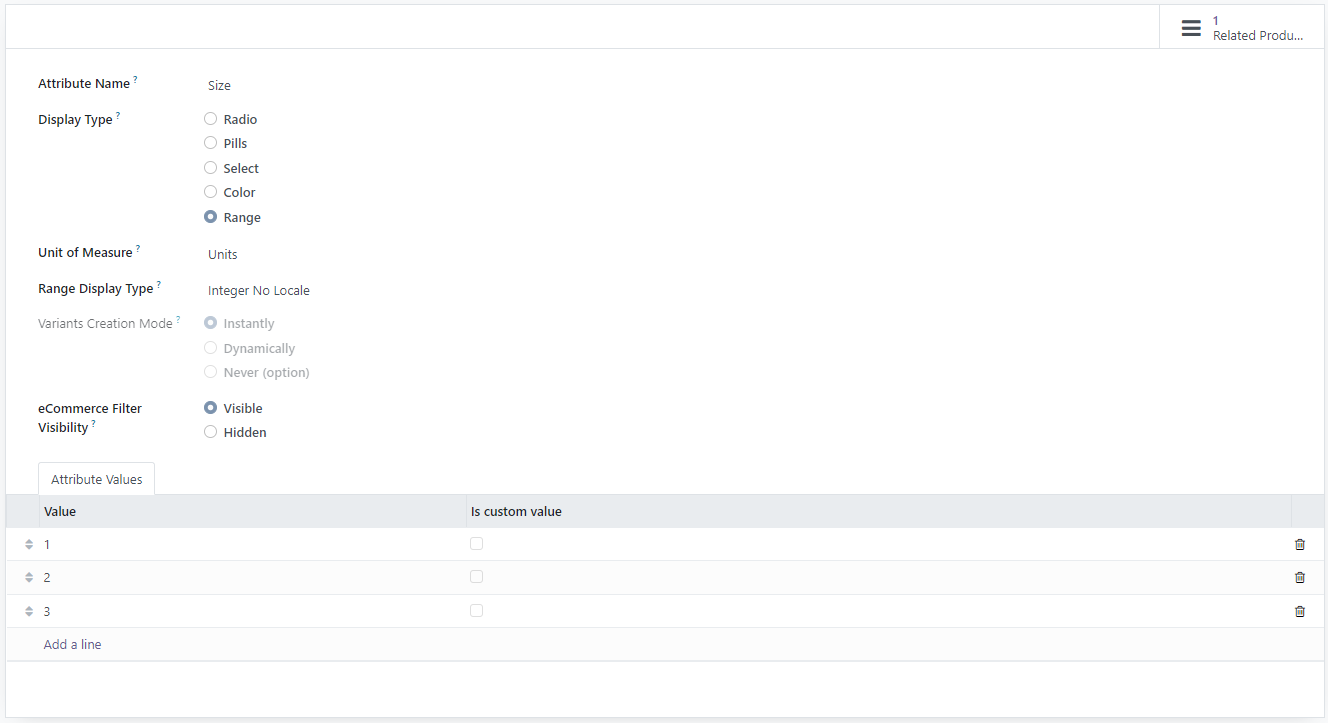 1
Related Produ...
Attribute Name ?
Size
Display Type ?
Radio
Pills
Select
Color
Range
Unit of Measure ?
Units
Range Display Type ?
Integer No Locale
Variants Creation Mode ?
Instantly
Dynamically
Never (option)
eCommerce Filter
Visibility ?
Visible
Hidden
Attribute Values
Value Is custom value
1
2
3
Add a line